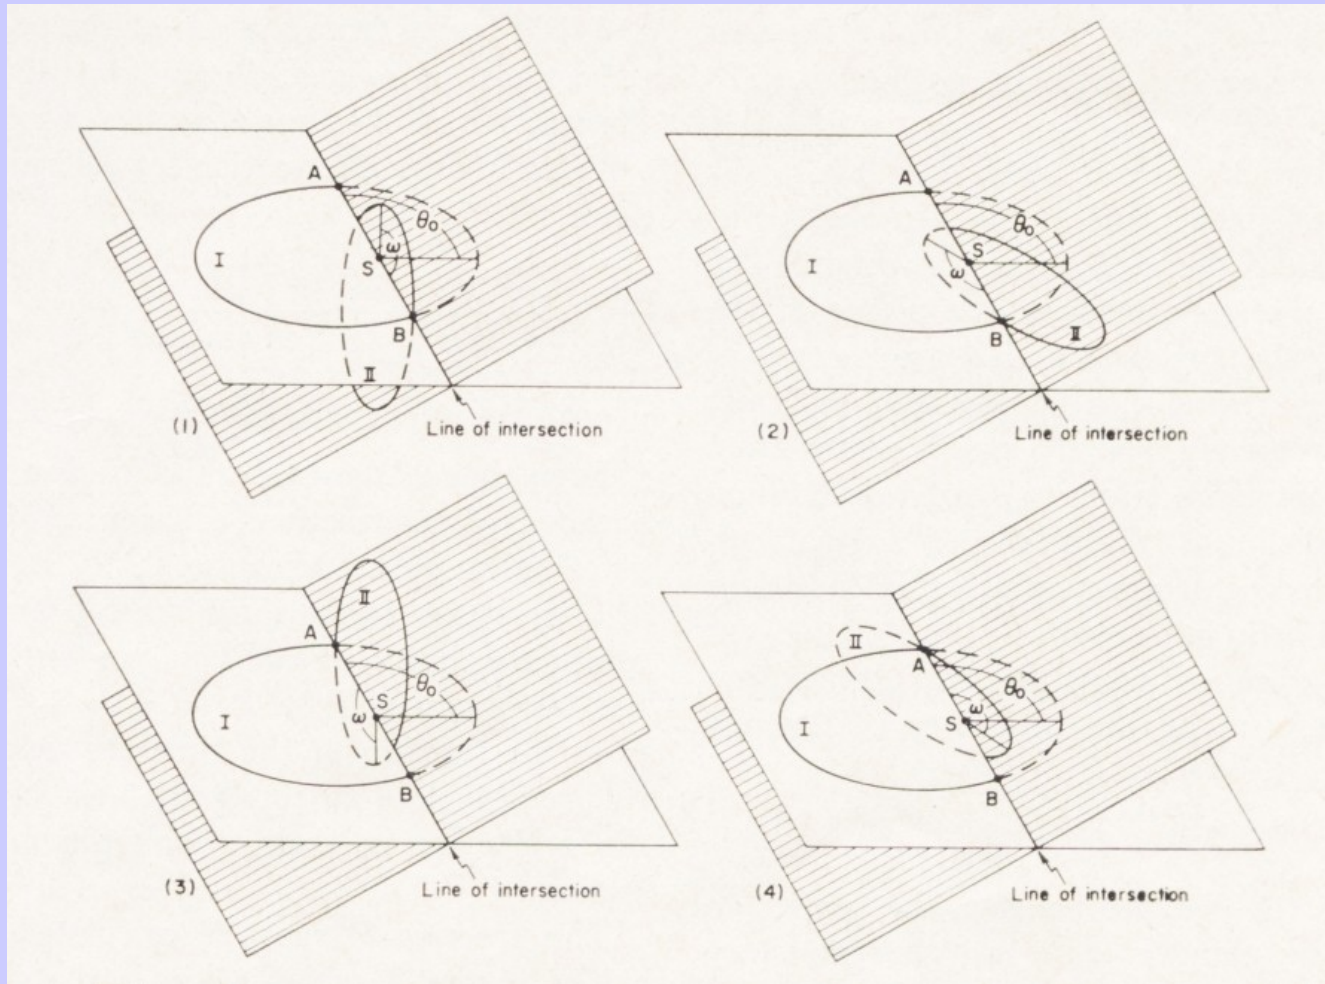 A
θ₀
I
S
ω
B
II
(1)
Line of intersection
A
θ₀
I
S
ω
B
II
(2)
Line of intersection
II
A
θ₀
I
S
ω
B
(3)
Line of intersection
II
A
θ₀
I
S
ω
B
(4)
Line of intersection